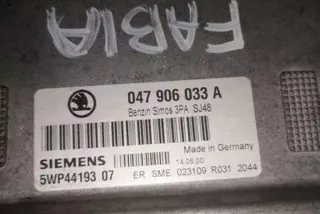 FABIA
047 906 033 A
Benzin Simos 3PA SJ48
Made in Germany
SIEMENS
14.06.00
5WP44193 07
ER SME 023109 R031 2044